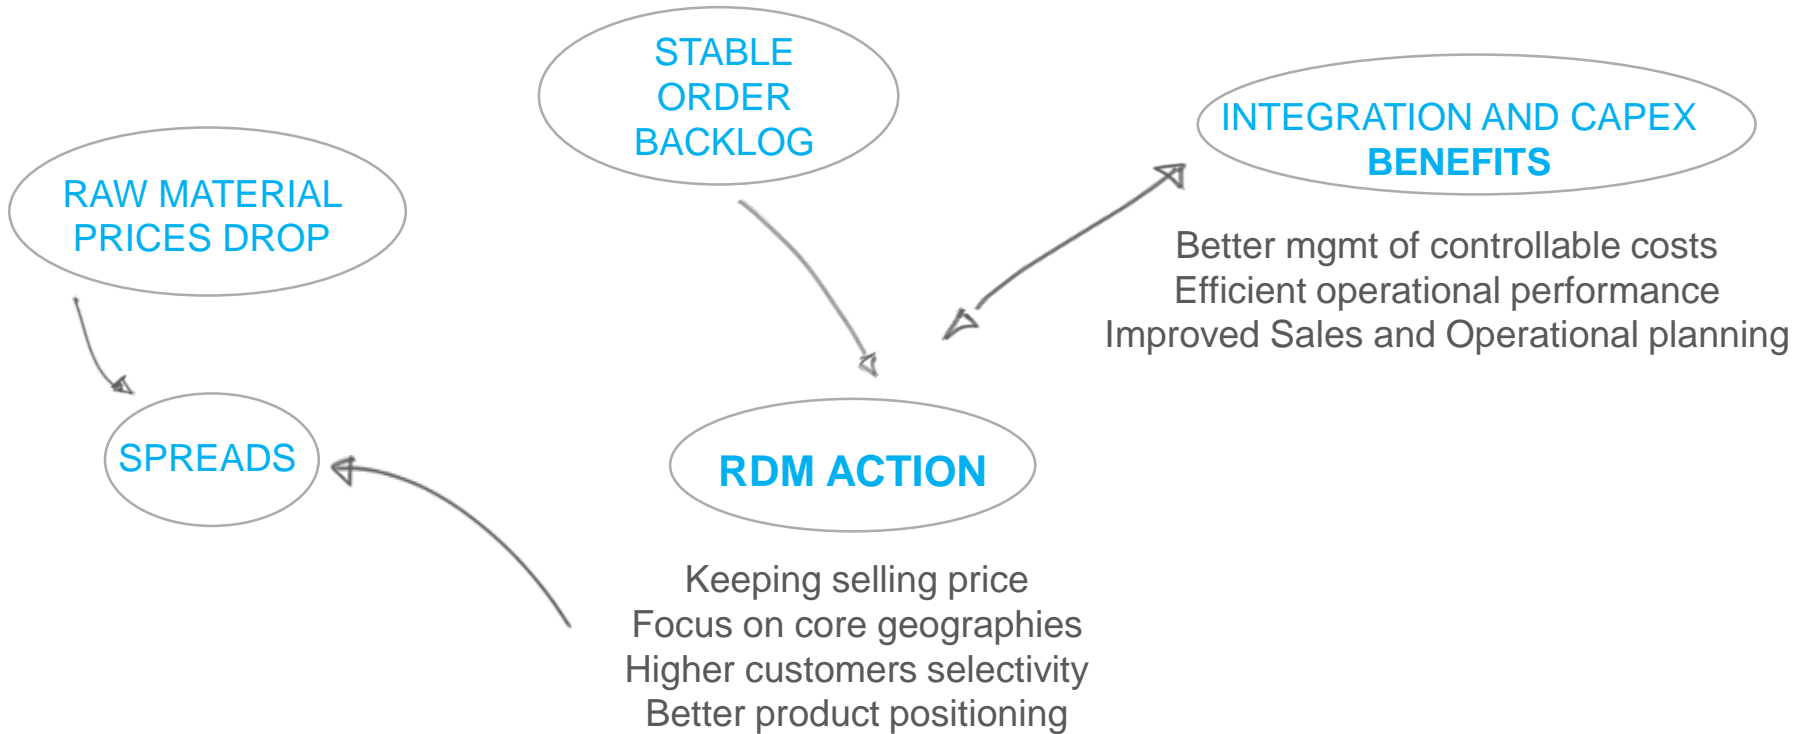 STABLE
ORDER
BACKLOG
INTEGRATION AND CAPEX
BENEFITS
RAW MATERIAL
PRICES DROP
Better mgmt of controllable costs
Efficient operational performance
Improved Sales and Operational planning
SPREADS
RDM ACTION
Keeping selling price
Focus on core geographies
Higher customers selectivity
Better product positioning